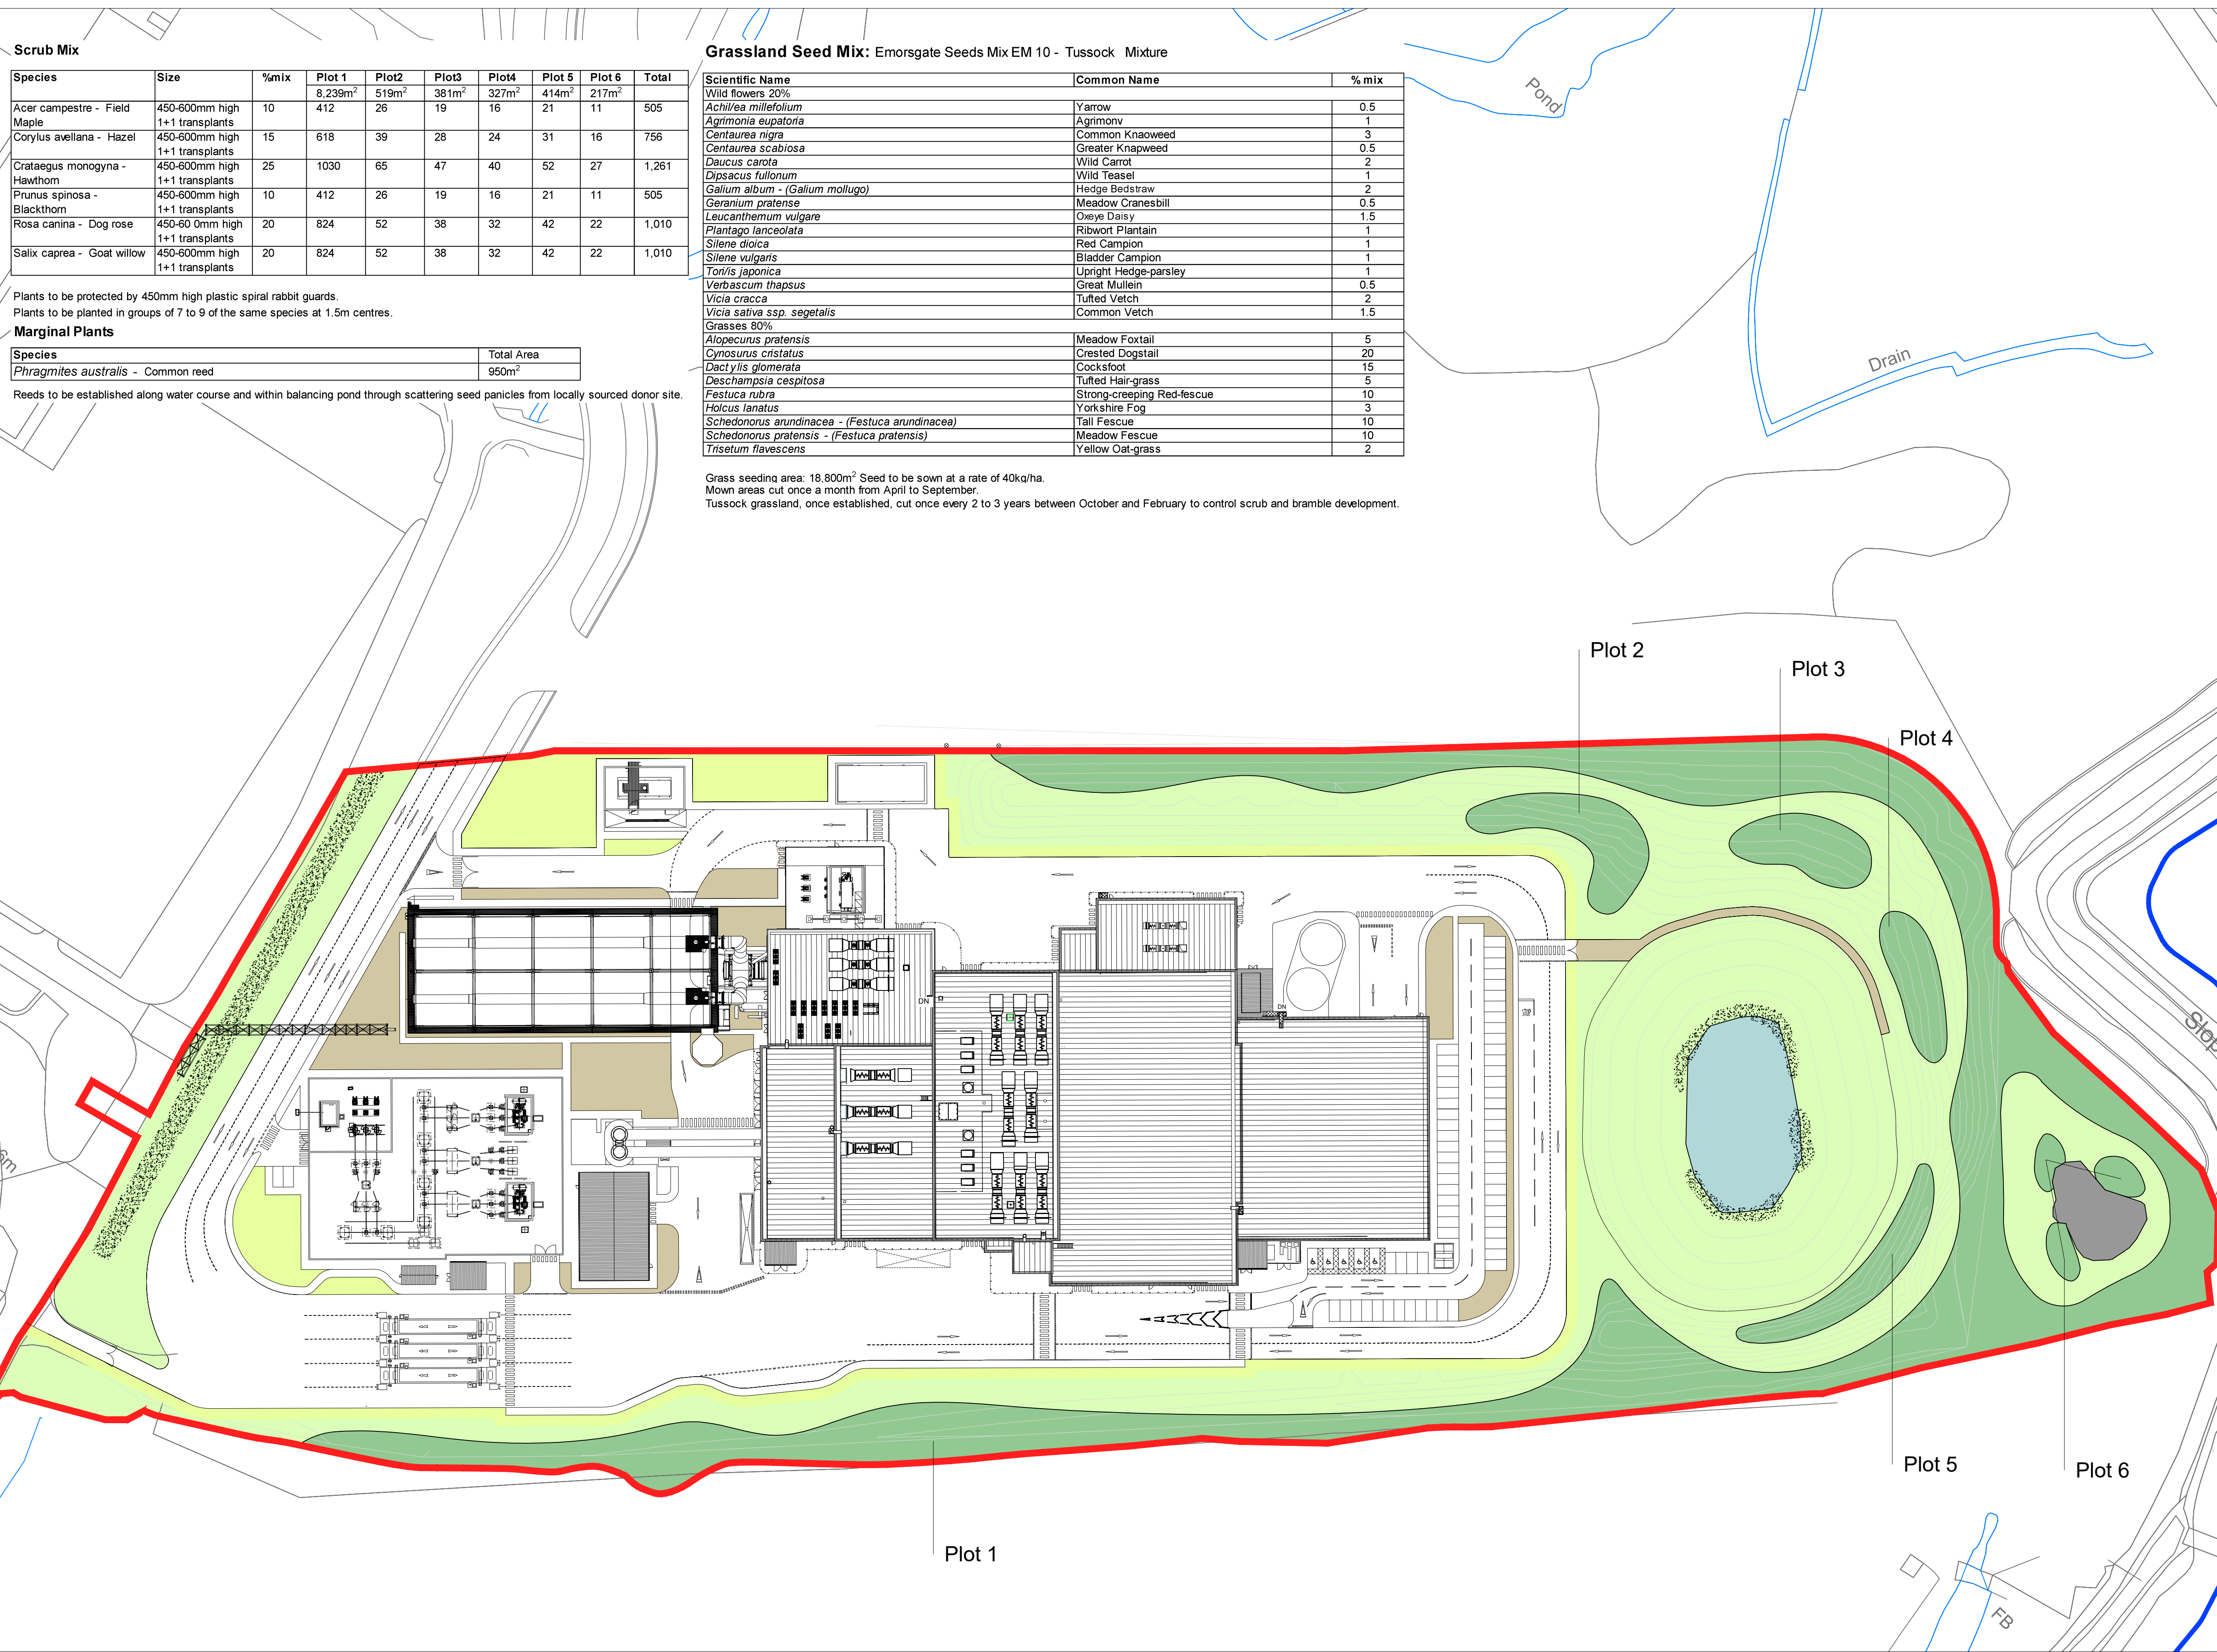 Scrub Mix
Species Size %mix Plot 1 Plot2 Plot3 Plot4 Plot 5 Plot 6 Total
8,239m² 519m² 381m² 327m² 414m² 217m²
Acer campestre - Field 450-600mm high 10 412 26 19 16 21 11 505
Maple 1+1 transplants
Corylus avellana - Hazel 450-600mm high 15 618 39 28 24 31 16 756
1+1 transplants
Crataegus monogyna - 450-600mm high 25 1030 65 47 40 52 27 1,261
Hawthorn 1+1 transplants
Prunus spinosa - 450-600mm high 10 412 26 19 16 21 11 505
Blackthorn 1+1 transplants
Rosa canina - Dog rose 450-60 0mm high 20 824 52 38 32 42 22 1,010
1+1 transplants
Salix caprea - Goat willow 450-600mm high 20 824 52 38 32 42 22 1,010
1+1 transplants
Plants to be protected by 450mm high plastic spiral rabbit guards.
Plants to be planted in groups of 7 to 9 of the same species at 1.5m centres.
Marginal Plants
Species Total Area
Phragmites australis - Common reed 950m²
Reeds to be established along water course and within balancing pond through scattering seed panicles from locally sourced donor site.
Grassland Seed Mix: Emorsgate Seeds Mix EM 10 - Tussock Mixture
Scientific Name Common Name % mix
Wild flowers 20%
Achil/ea millefolium Yarrow 0.5
Agrimonia eupatoria Agrimonv 1
Centaurea nigra Common Knaoweed 3
Centaurea scabiosa Greater Knapweed 0.5
Daucus carota Wild Carrot 2
Dipsacus fullonum Wild Teasel 1
Galium album - (Galium mollugo) Hedge Bedstraw 2
Geranium pratense Meadow Cranesbill 0.5
Leucanthemum vulgare Oxeye Daisy 1.5
Plantago lanceolata Ribwort Plantain 1
Silene dioica Red Campion 1
Silene vulgaris Bladder Campion 1
Tori/is japonica Upright Hedge-parsley 1
Verbascum thapsus Great Mullein 0.5
Vicia cracca Tufted Vetch 2
Vicia sativa ssp. segetalis Common Vetch 1.5
Grasses 80%
Alopecurus pratensis Meadow Foxtail 5
Cynosurus cristatus Crested Dogstail 20
Dactylis glomerata Cocksfoot 15
Deschampsia cespitosa Tufted Hair-grass 5
Festuca rubra Strong-creeping Red-fescue 10
Holcus lanatus Yorkshire Fog 3
Schedonorus arundinacea - (Festuca arundinacea) Tall Fescue 10
Schedonorus pratensis - (Festuca pratensis) Meadow Fescue 10
Trisetum flavescens Yellow Oat-grass 2
Grass seeding area: 18,800m² Seed to be sown at a rate of 40kg/ha.
Mown areas cut once a month from April to September.
Tussock grassland, once established, cut once every 2 to 3 years between October and February to control scrub and bramble development.
Pond
Drain
Plot 2
Plot 3
Plot 4
DN
DN
Slop
6m
Plot 5
Plot 6
Plot 1
FB